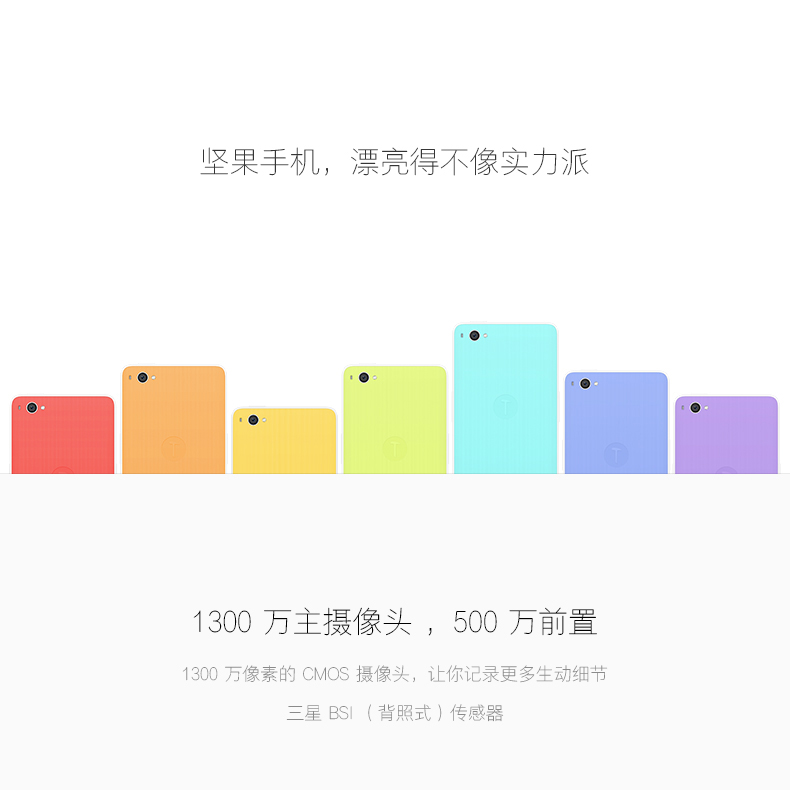 坚果手机，漂亮得不像实力派
1300 万主摄像头 ，500 万前置
1300 万像素的 CMOS 摄像头，让你记录更多生动细节
三星 BSI （ 背照式 ）传感器